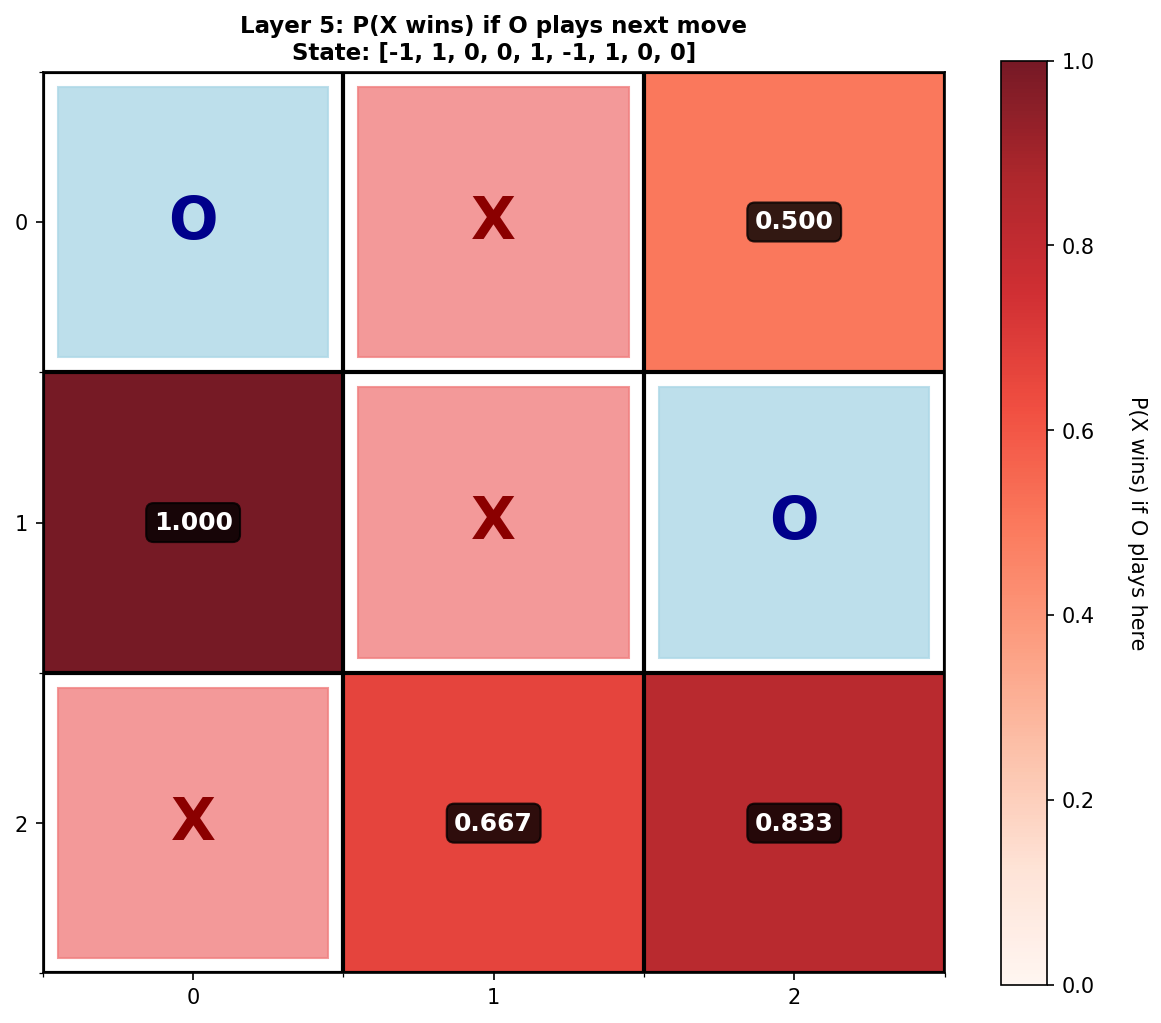 Layer 5: P(X wins) if O plays next move
State: [-1, 1, 0, 0, 1, -1, 1, 0, 0]
O
X
0.500
1.000
X
O
X
0.667
0.833
0
1
2
0
1
2
1.0
0.8
0.6
0.4
0.2
0.0
P(X wins) if O plays here